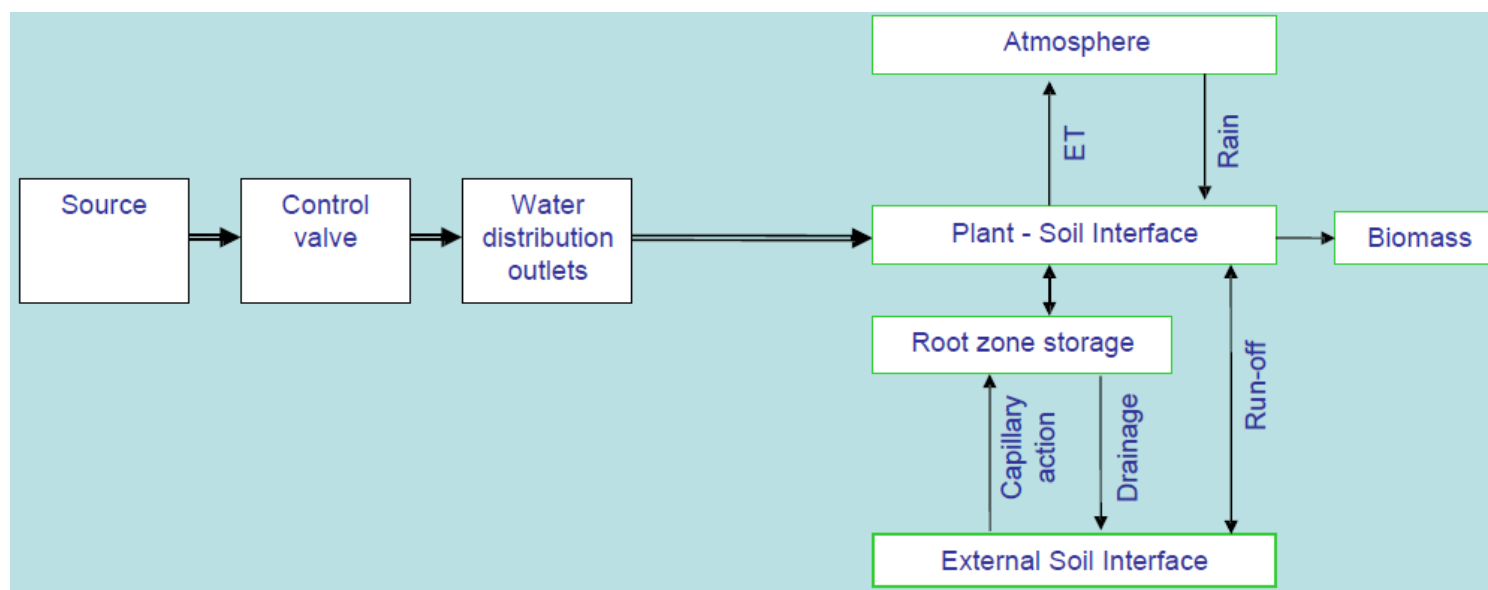 Atmosphere
ET
Rain
Source
Control
valve
Water
distribution
outlets
Plant - Soil Interface
Biomass
Root zone storage
Capillary
action
Drainage
Run-off
External Soil Interface